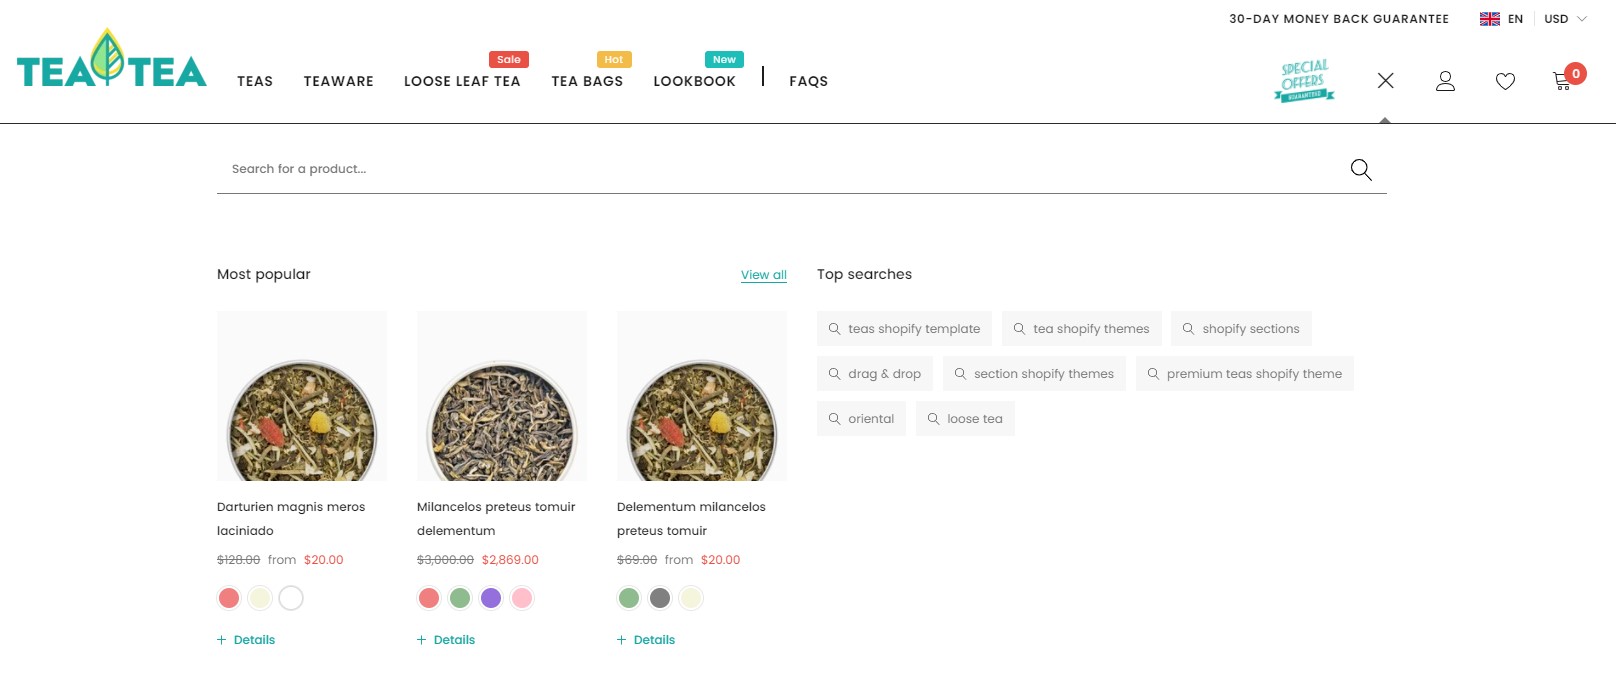 30-DAY MONEY BACK GUARANTEE
EN
USD
TEA TEA
TEAS
TEAWARE
Sale
LOOSE LEAF TEA
Hot
TEA BAGS
New
LOOKBOOK
FAQS
SPECIAL
OFFERS
GUARANTEED
0
Search for a product...
Most popular
View all
Top searches
teas shopify template
tea shopify themes
shopify sections
drag & drop
section shopify themes
premium teas shopify theme
oriental
loose tea
Darturien magnis meros
laciniado
$128.00 from $20.00
+ Details
Milancelos preteus tomuir
delementum
$3,000.00 $2,869.00
+ Details
Delementum milancelos
preteus tomuir
$69.00 from $20.00
+ Details